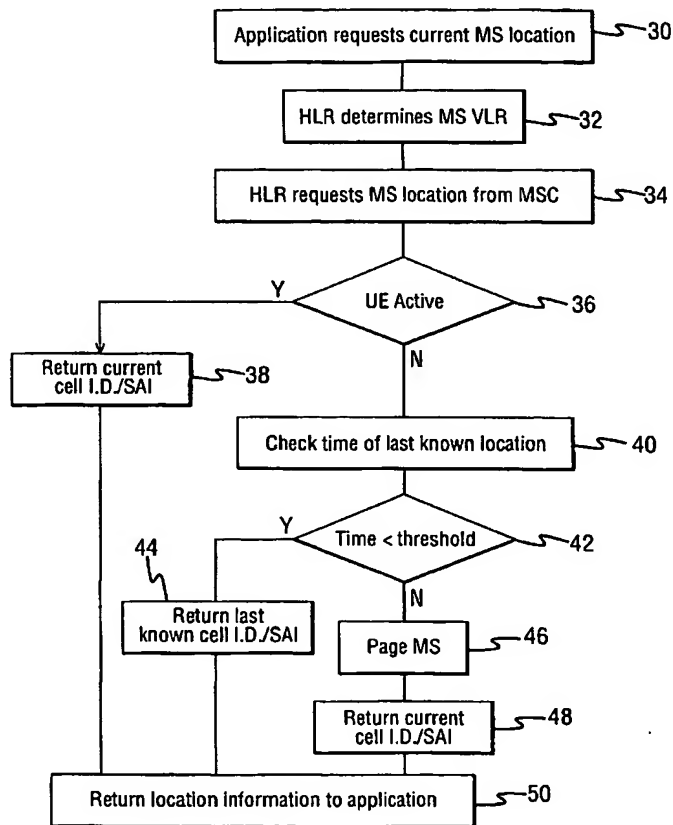 Application requests current MS location
30
HLR determines MS VLR
32
HLR requests MS location from MSC
34
Y
UE Active
36
N
Return current
cell I.D./SAI
38
Check time of last known location
40
Y
Time < threshold
42
N
44
Return last
known cell I.D./SAI
Page MS
46
Return current
cell I.D./SAI
48
Return location information to application
50